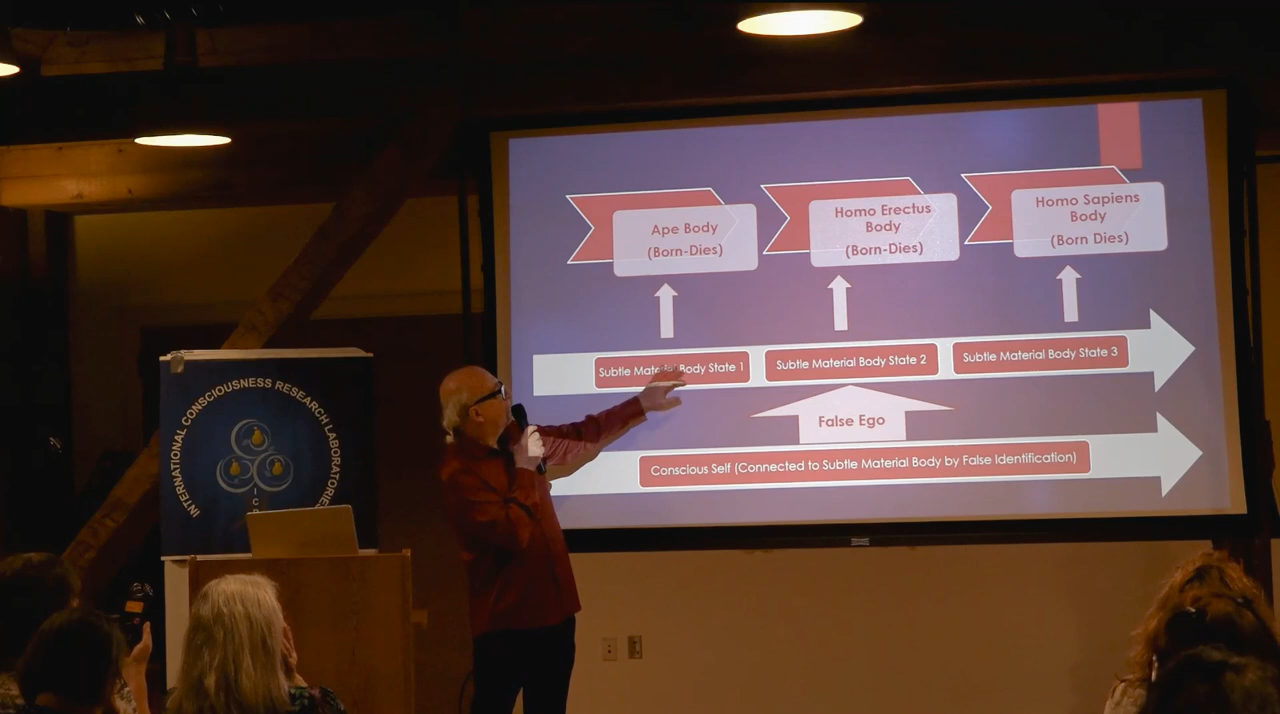 Ape Body
(Born-Dies)
Homo Erectus
Body
(Born-Dies)
Homo Sapiens
Body
(Born Dies)
Subtle Material Body State 1
Subtle Material Body State 2
Subtle Material Body State 3
False Ego
Conscious Self (Connected to Subtle Material Body by False Identification)
INTERNATIONAL CONSCIOUSNESS RESEARCH LABORATORIES
I
C